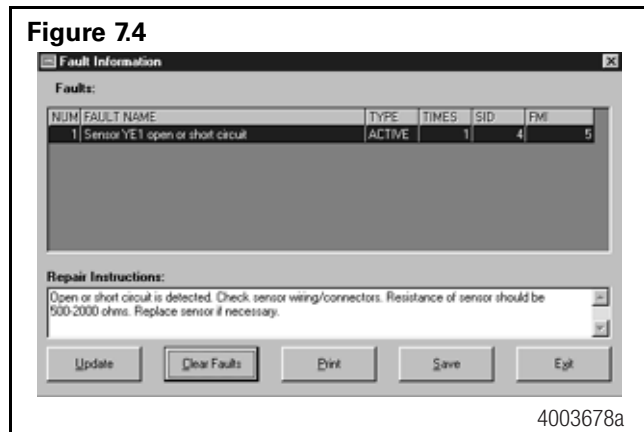 Figure 7.4
Fault Information
Faults:
NUM FAULT NAME TYPE TIMES SID FMI
1 Sensor YE1 open or short circuit ACTIVE 1 4 5
Repair Instructions:
Open or short circuit is detected. Check sensor wiring/connectors. Resistance of sensor should be
500-2000 ohms. Replace sensor if necessary.
Update Clear Faults Print Save Exit
4003678a